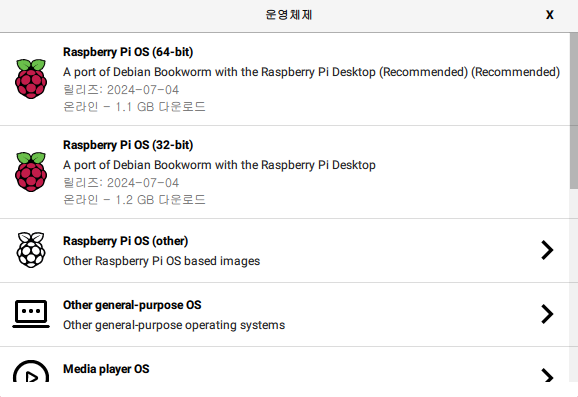 운영체제
X
Raspberry Pi OS (64-bit)
A port of Debian Bookworm with the Raspberry Pi Desktop (Recommended) (Recommended)
릴리즈: 2024-07-04
온라인 - 1.1 GB 다운로드
Raspberry Pi OS (32-bit)
A port of Debian Bookworm with the Raspberry Pi Desktop
릴리즈: 2024-07-04
온라인 - 1.2 GB 다운로드
Raspberry Pi OS (other)
Other Raspberry Pi OS based images
Other general-purpose OS
Other general-purpose operating systems
Media player OS